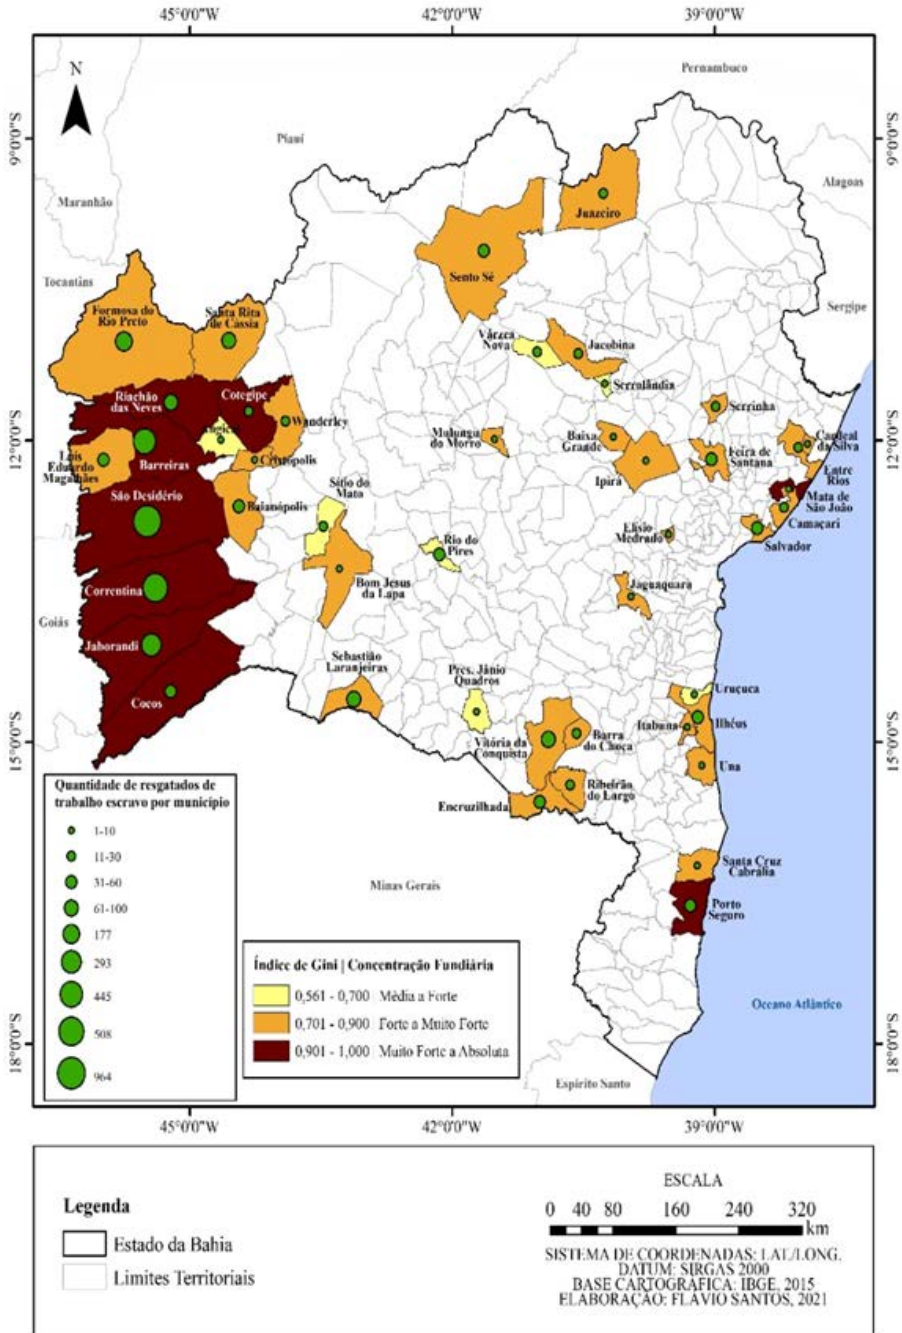 45°0'0"W 42°0'0"W 39°0'0"W
N
Pernambuco
Piauí
9°0'0"S
9°0'0"S
Maranhão
Alagoas
Juazeiro
Sento Sé
Tocantins
Sergipe
Formosa do
Rio Preto
Santa Rita
de Cássia
Várzea
Nova
Jacobina
Serrolândia
Riachão
das Neves
Cotegipe
Wanderley
Serrinha
12°0'0"S
12°0'0"S
Angical
Mulungu
do Morro
Baixa
Grande
Cardeal
da Silva
Luis
Eduardo
Magalhães
Barreiras
Cristópolis
Ipirá
Feira de
Santana
Entre
Rios
São Desidério
Baianópolis
Sítio do
Mato
Mata de
São João
Camaçari
Salvador
Elísio
Medrado
Rio do
Pires
Bom Jesus
da Lapa
Jaguaquara
Correntina
Goiás
Jaborandi
Cocos
Sebastião
Laranjeiras
Pres. Jânio
Quadros
Uruçuca
Ilhéus
Itabuna
15°0'0"S
15°0'0"S
Vitória da
Conquista
Barra
do Choça
Una
Ribeirão
do Largo
Encruzilhada
Santa Cruz
Cabrália
Porto
Seguro
Minas Gerais
Quantidade de resgatados de
trabalho escravo por município
1-10
11-30
31-60
61-100
177
293
445
508
964
Índice de Gini | Concentração Fundiária
0,561 - 0,700 | Média a Forte
0,701 - 0,900 | Forte a Muito Forte
0,901 - 1,000 | Muito Forte a Absoluta
Oceano Atlântico
18°0'0"S
18°0'0"S
Espírito Santo
45°0'0"W 42°0'0"W 39°0'0"W
Legenda
Estado da Bahia
Limites Territoriais
ESCALA
0 40 80 160 240 320
km
SISTEMA DE COORDENADAS: LAT/LONG.
DATUM: SIRGAS 2000
BASE CARTOGRÁFICA: IBGE, 2015
ELABORAÇÃO: FLÁVIO SANTOS, 2021